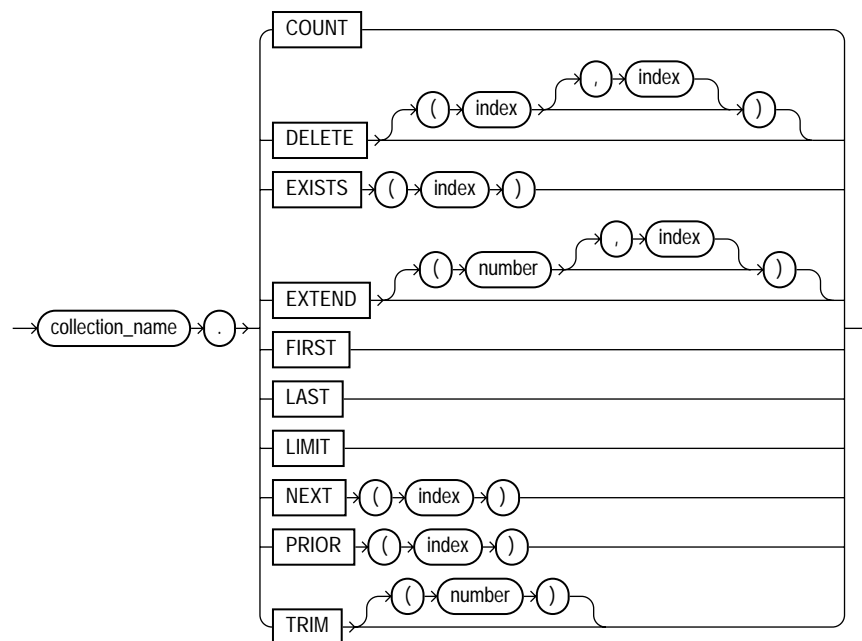 COUNT
DELETE ( index , index )
EXISTS ( index )
EXTEND ( number , index )
collection_name .
FIRST
LAST
LIMIT
NEXT ( index )
PRIOR ( index )
TRIM ( number )